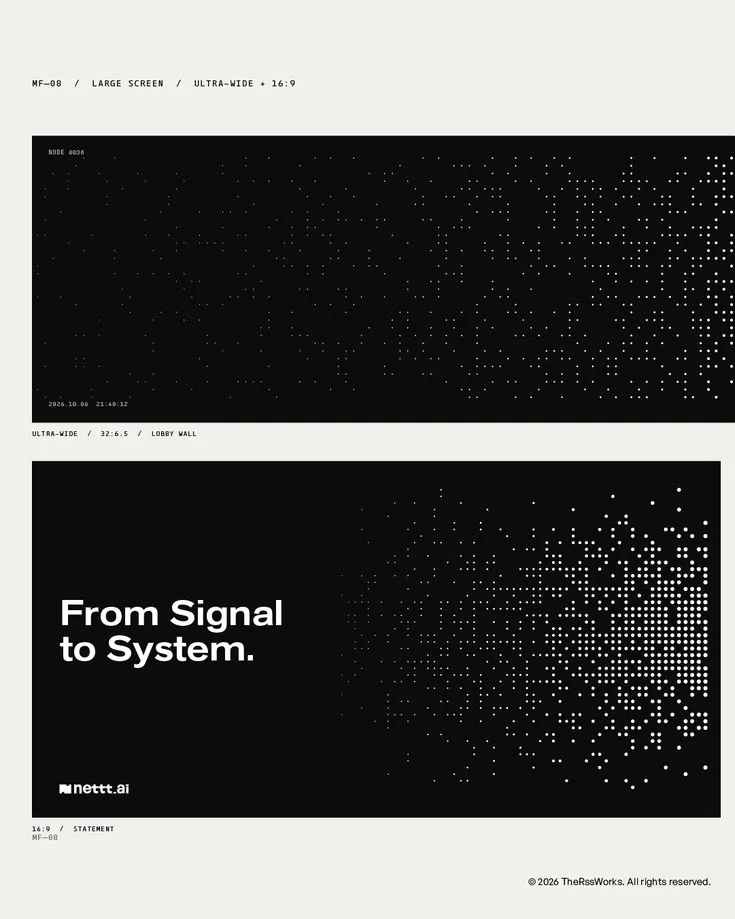 MF—08 / LARGE SCREEN / ULTRA-WIDE + 16:9
NODE 8038
2026.10.06 21:40:12
ULTRA-WIDE / 32:6.5 / LOBBY WALL
From Signal
to System.
nettt.ai
16:9 / STATEMENT
MF—08
© 2026 TheRssWorks. All rights reserved.